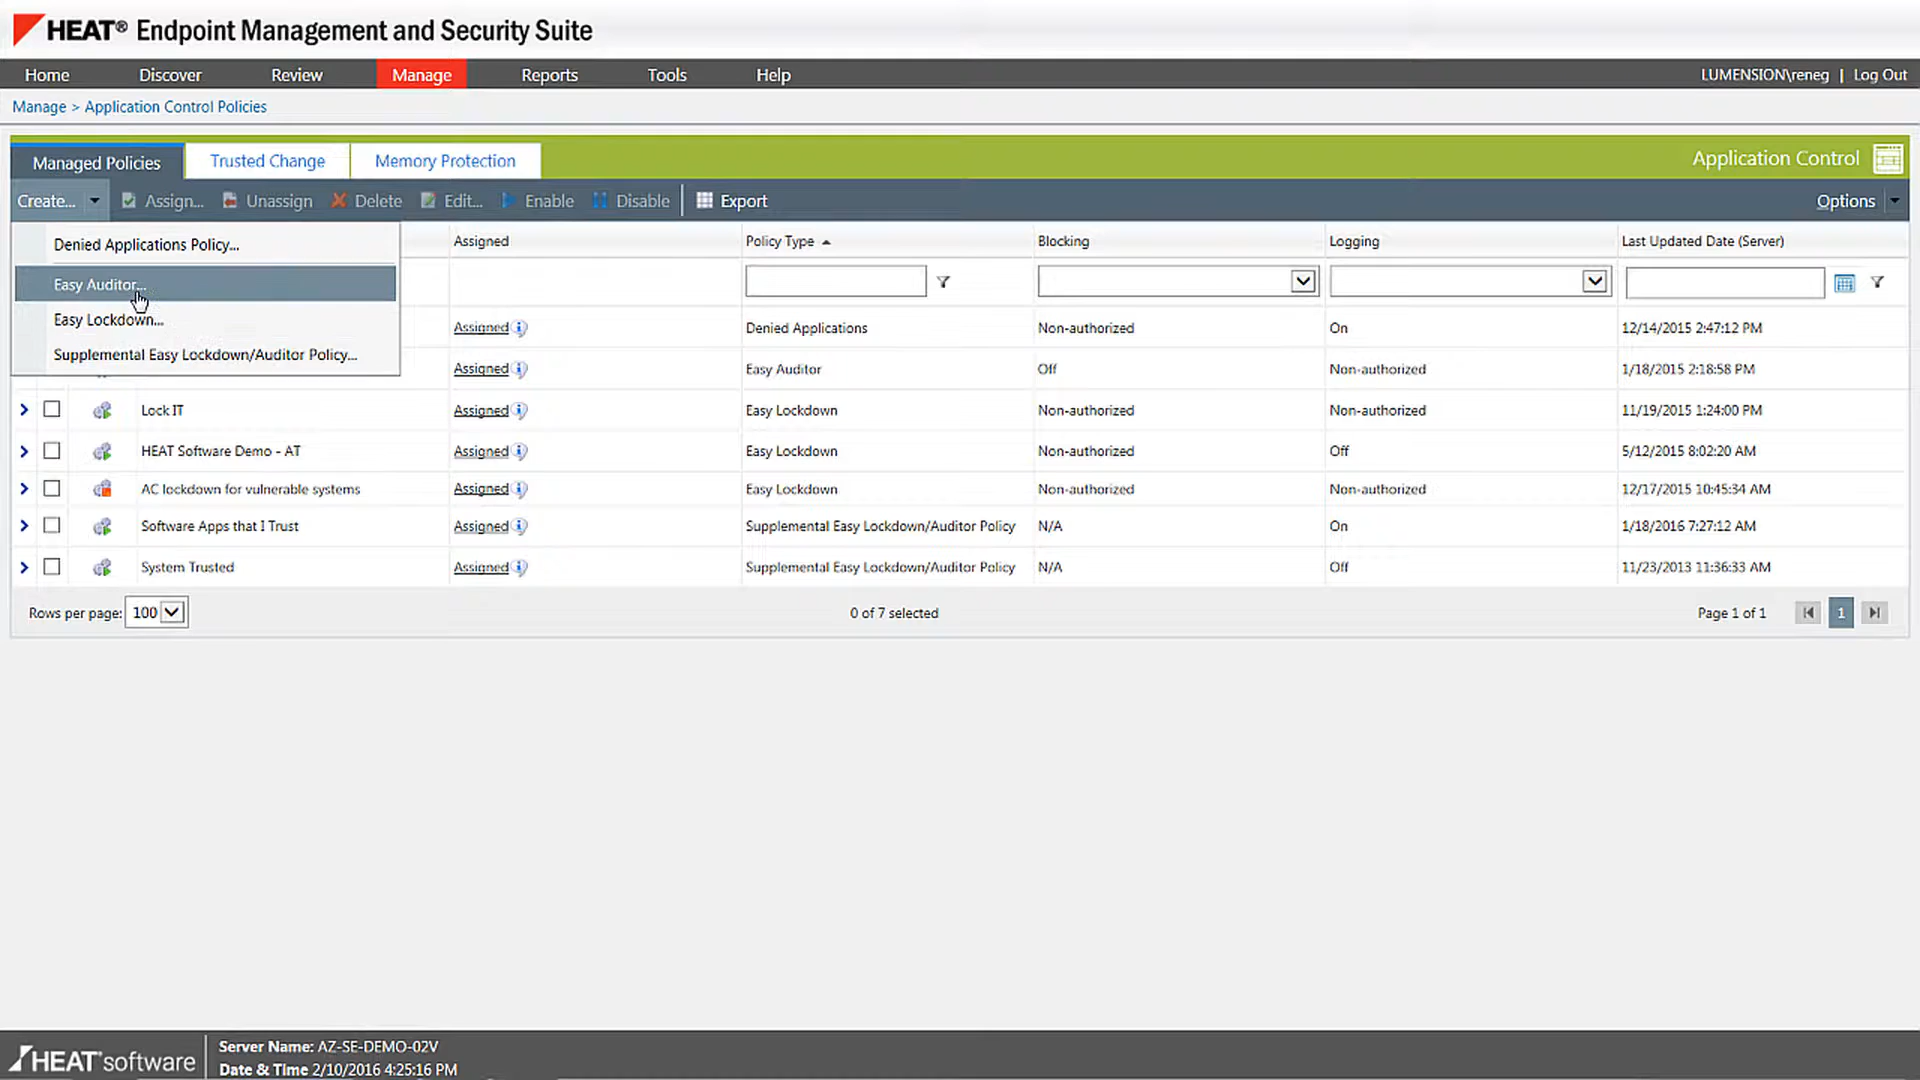 HEAT® Endpoint Management and Security Suite
Home Discover Review Manage Reports Tools Help LUMENSION\reneg | Log Out
Manage > Application Control Policies
Managed Policies Trusted Change Memory Protection Application Control
Create... Assign... Unassign Delete Edit... Enable Disable Export Options
Denied Applications Policy...
Easy Auditor...
Easy Lockdown...
Supplemental Easy Lockdown/Auditor Policy...
Assigned Policy Type Blocking Logging Last Updated Date (Server)
Assigned Denied Applications Non-authorized On 12/14/2015 2:47:12 PM
Assigned Easy Auditor Off Non-authorized 1/18/2015 2:18:58 PM
Lock IT Assigned Easy Lockdown Non-authorized Non-authorized 11/19/2015 1:24:00 PM
HEAT Software Demo - AT Assigned Easy Lockdown Non-authorized Off 5/12/2015 8:02:20 AM
AC lockdown for vulnerable systems Assigned Easy Lockdown Non-authorized Non-authorized 12/17/2015 10:45:34 AM
Software Apps that I Trust Assigned Supplemental Easy Lockdown/Auditor Policy N/A On 1/18/2016 7:27:12 AM
System Trusted Assigned Supplemental Easy Lockdown/Auditor Policy N/A Off 11/23/2013 11:36:33 AM
Rows per page: 100 0 of 7 selected Page 1 of 1 1
HEAT software
Server Name: AZ-SE-DEMO-02V
Date & Time 2/10/2016 4:25:16 PM